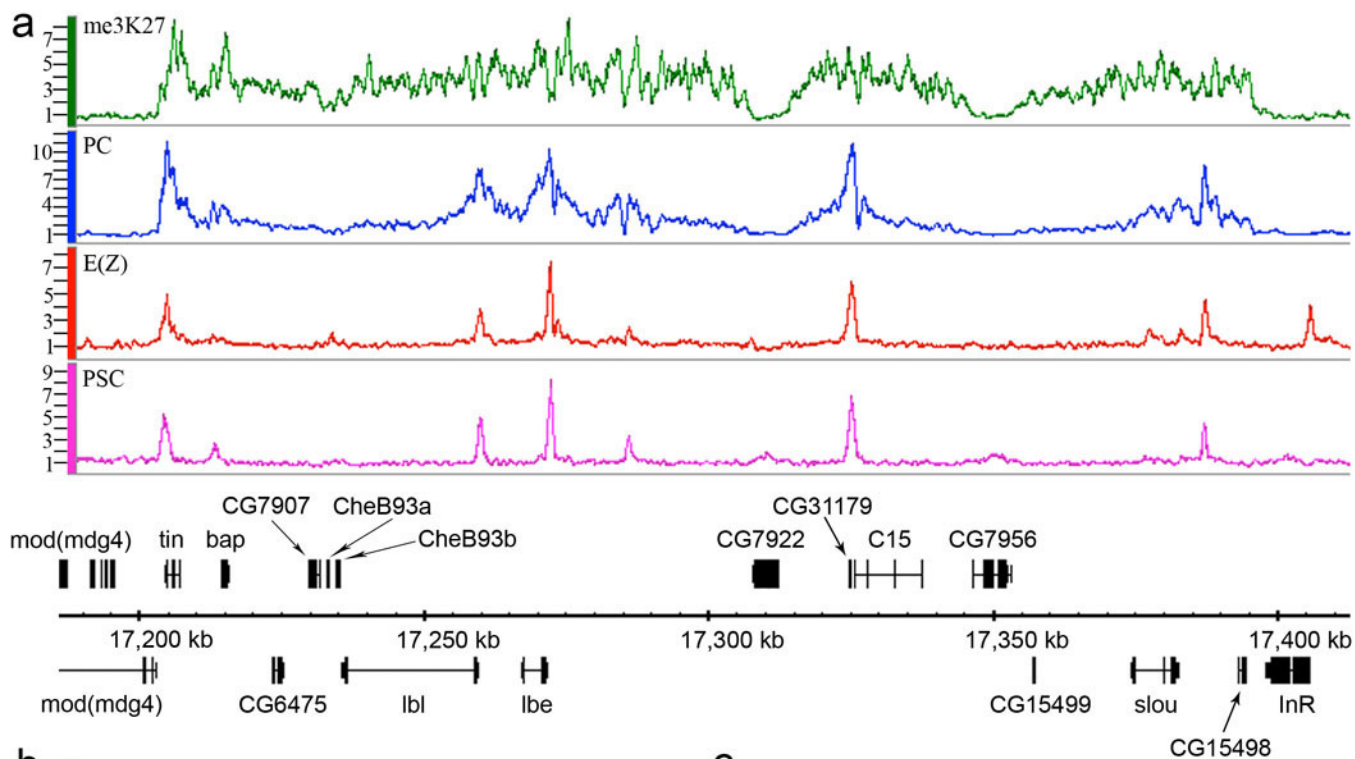 a
me3K27
7
5
3
1
PC
10
7
4
1
E(Z)
7
5
3
1
PSC
9
7
5
3
1
CG7907 CheB93a CG31179
mod(mdg4) tin bap CheB93b CG7922 C15 CG7956
17,200 kb 17,250 kb 17,300 kb 17,350 kb 17,400 kb
mod(mdg4) CG6475 lbl lbe CG15499 slou InR
CG15498